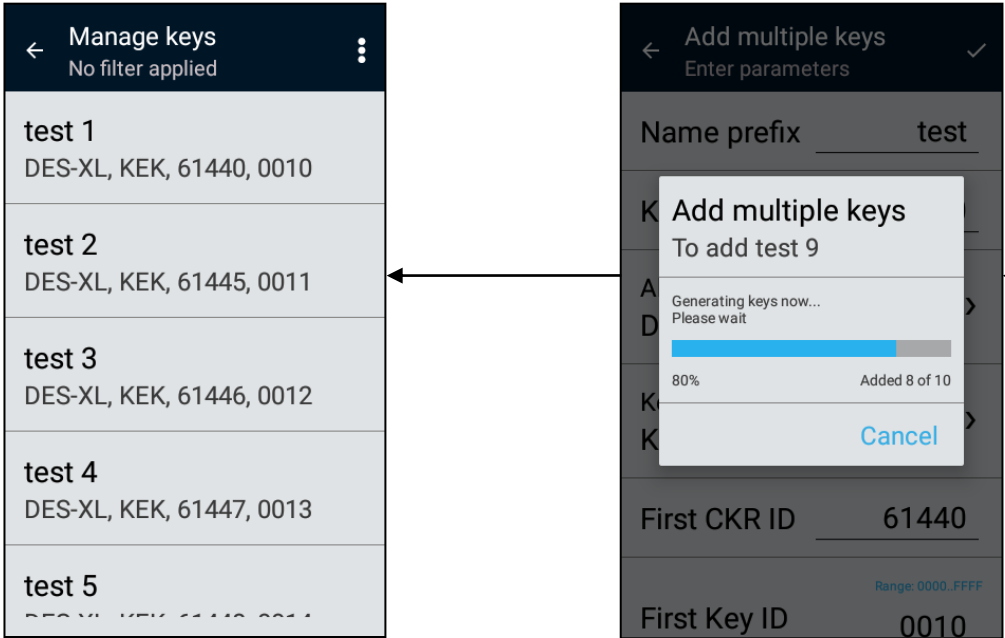 Manage keys
No filter applied
test 1
DES-XL, KEK, 61440, 0010
test 2
DES-XL, KEK, 61445, 0011
test 3
DES-XL, KEK, 61446, 0012
test 4
DES-XL, KEK, 61447, 0013
test 5
Add multiple keys
Enter parameters
Name prefix test
K
Add multiple keys
To add test 9
A
D
Generating keys now...
Please wait
80% Added 8 of 10
K
Cancel
First CKR ID 61440
Range: 0000..FFFF
First Key ID 0010